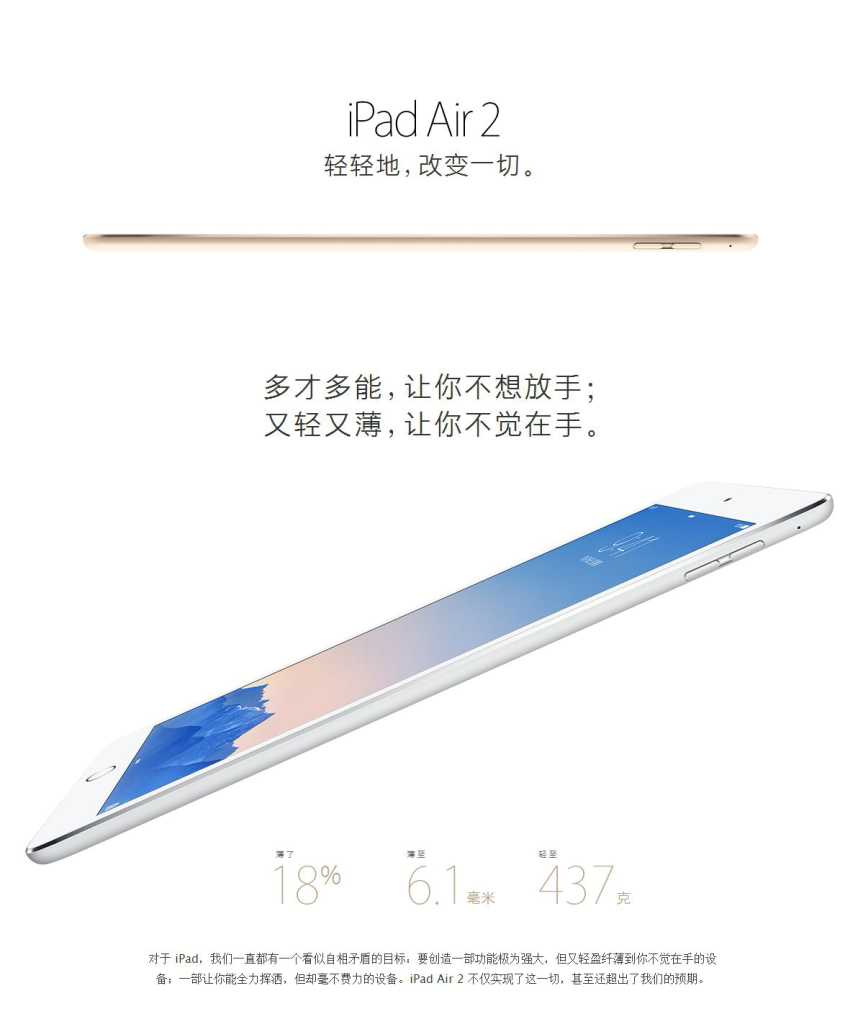 iPad Air 2
轻轻地，改变一切。
多才多能，让你不想放手；
又轻又薄，让你不觉在手。
薄了 薄至 轻至
18% 6.1毫米 437克
对于 iPad，我们一直都有一个看似自相矛盾的目标：要创造一部功能极为强大，但又轻盈纤薄到你不觉在手的设
备；一部让你能全力挥洒，但却毫不费力的设备。iPad Air 2 不仅实现了这一切，甚至还超出了我们的预期。